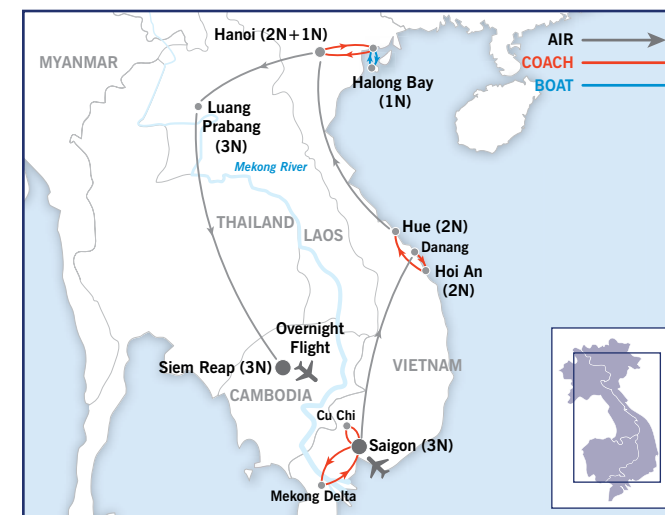 Hanoi (2N+1N)
AIR
COACH
BOAT
MYANMAR
Halong Bay
(1N)
Luang
Prabang
(3N)
Mekong River
THAILAND
LAOS
Hue (2N)
Danang
Hoi An
(2N)
Overnight
Flight
Siem Reap (3N)
VIETNAM
CAMBODIA
Cu Chi
Saigon (3N)
Mekong Delta